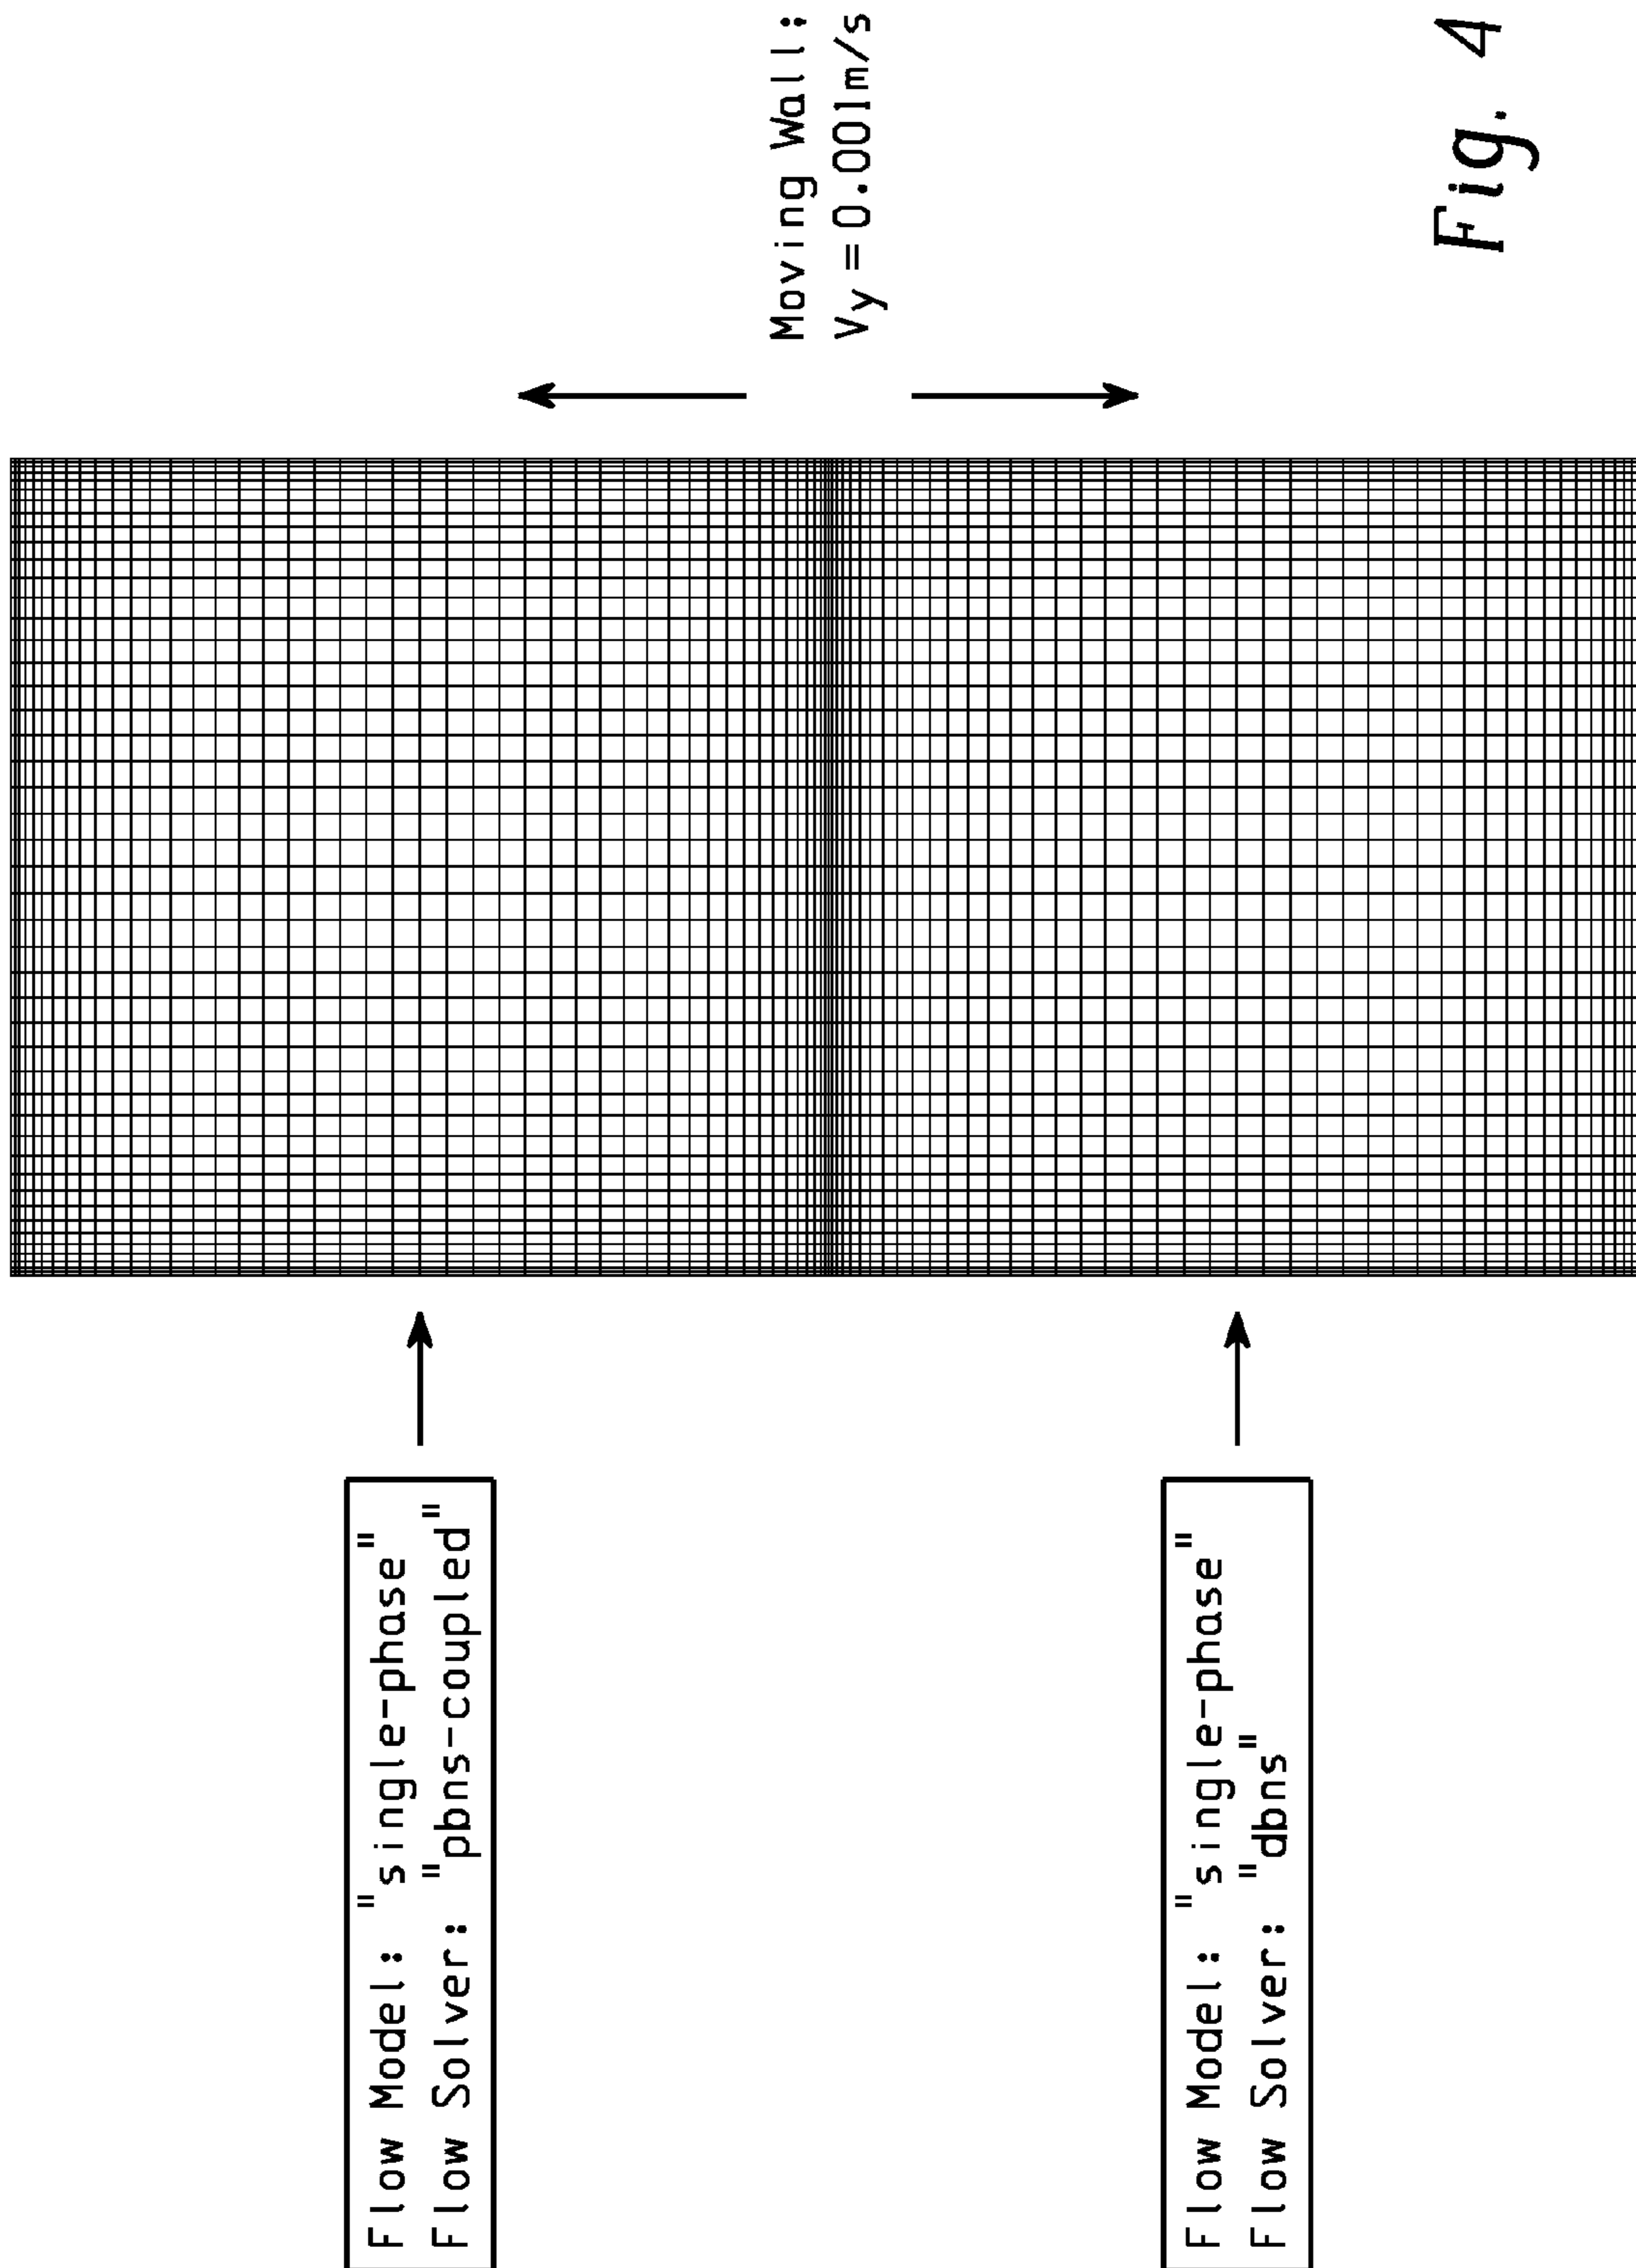 Flow Model: "single-phase"
Flow Solver: "pbns-coupled"
Flow Model: "single-phase"
Flow Solver: "dbns"
Moving Wall:
Vy=0.001m/s
Fig. 4